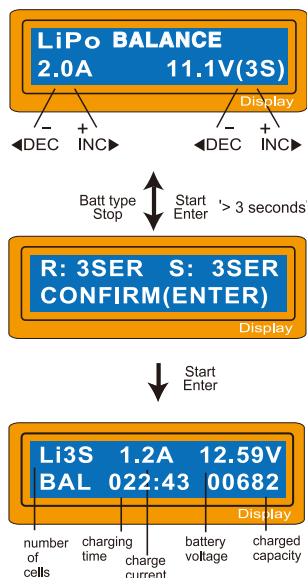 LiPo BALANCE
2.0A 11.1V(3S)
Display
− + − +
◀DEC INC▶ ◀DEC INC▶
Batt type Start '> 3 seconds'
Stop Enter
R: 3SER S: 3SER
CONFIRM(ENTER)
Display
Start
Enter
Li3S 1.2A 12.59V
BAL 022:43 00682
Display
number of cells
charging time
charge current
battery voltage
charged capacity